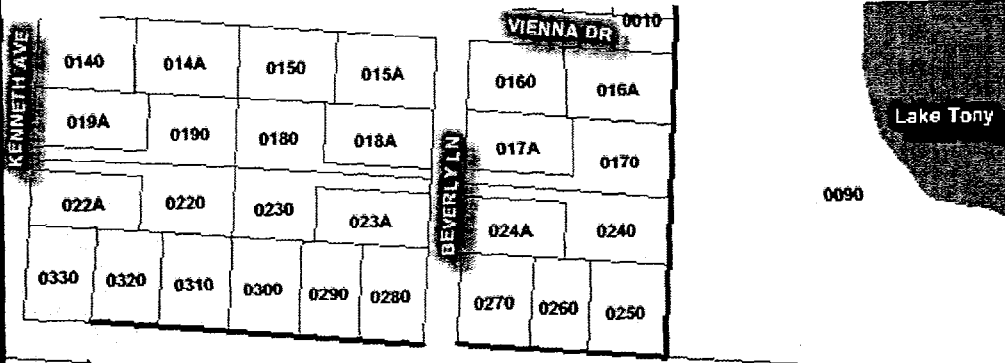 VIENNA DR 0010
KENNETH AVE
0140 014A 0150 015A 0160 016A
Lake Tony
019A 0190 0180 018A 017A 0170
BEVERLY LN
0090
022A 0220 0230 023A 024A 0240
0330 0320 0310 0300 0290 0280 0270 0260 0250